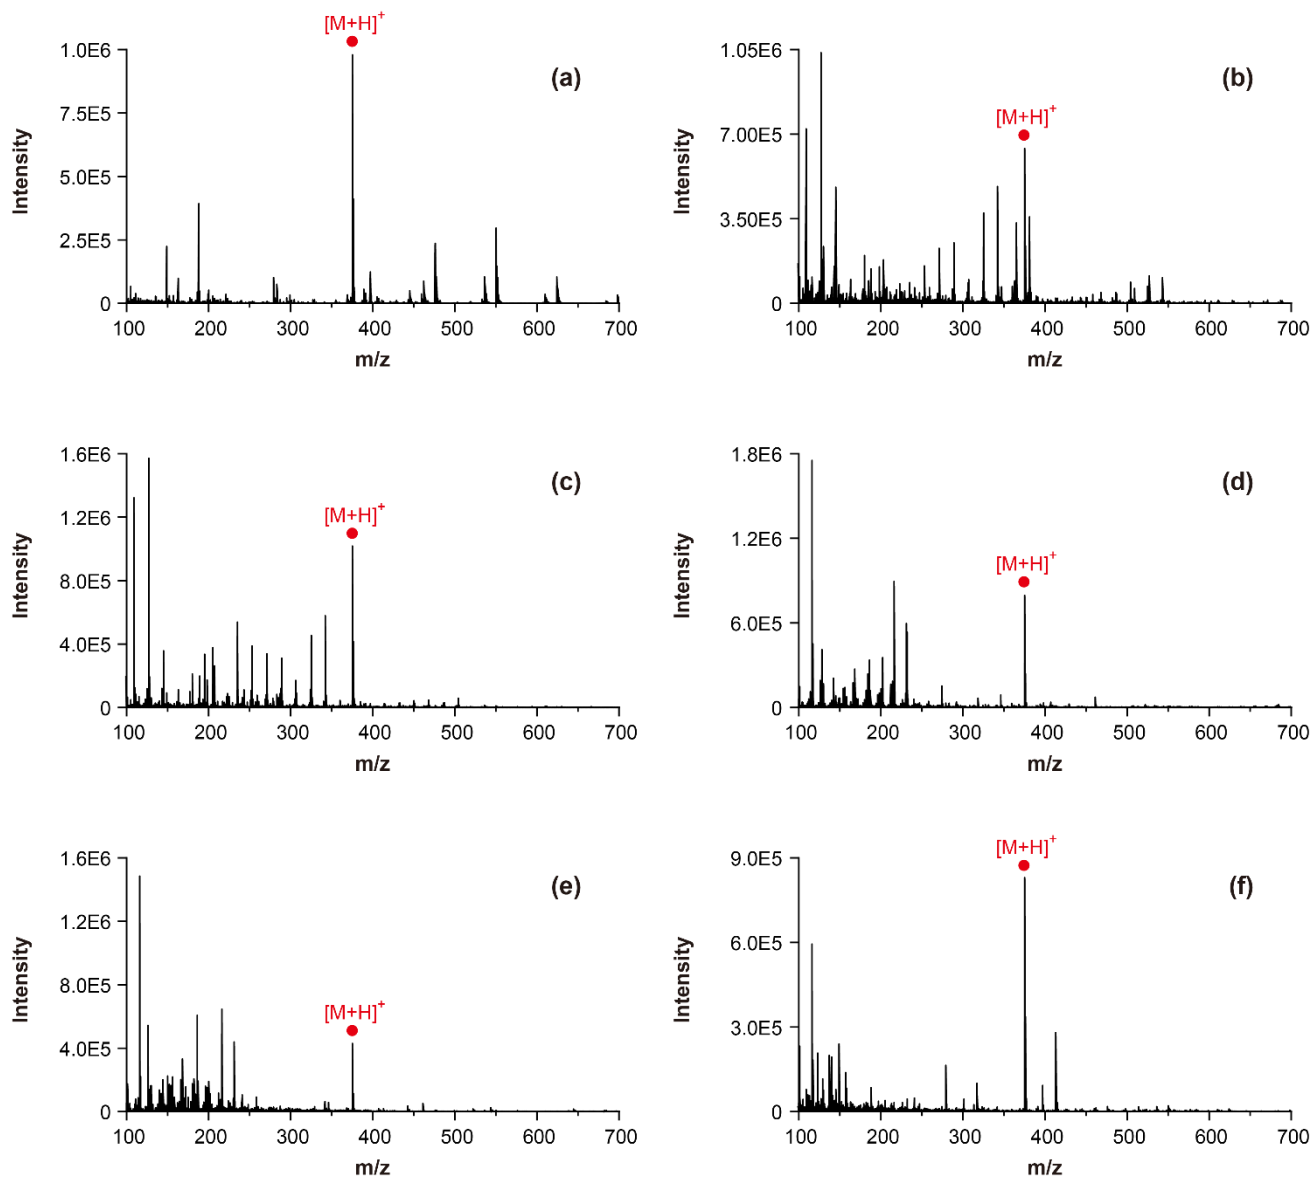 [M+H]+
1.0E6
7.5E5
5.0E5
2.5E5
0
Intensity
(a)
100 200 300 400 500 600 700
m/z
[M+H]+
1.05E6
7.00E5
3.50E5
0
Intensity
(b)
100 200 300 400 500 600 700
m/z
[M+H]+
1.6E6
1.2E6
8.0E5
4.0E5
0
Intensity
(c)
100 200 300 400 500 600 700
m/z
[M+H]+
1.8E6
1.2E6
6.0E5
0
Intensity
(d)
100 200 300 400 500 600 700
m/z
[M+H]+
1.6E6
1.2E6
8.0E5
4.0E5
0
Intensity
(e)
100 200 300 400 500 600 700
m/z
[M+H]+
9.0E5
6.0E5
3.0E5
0
Intensity
(f)
100 200 300 400 500 600 700
m/z